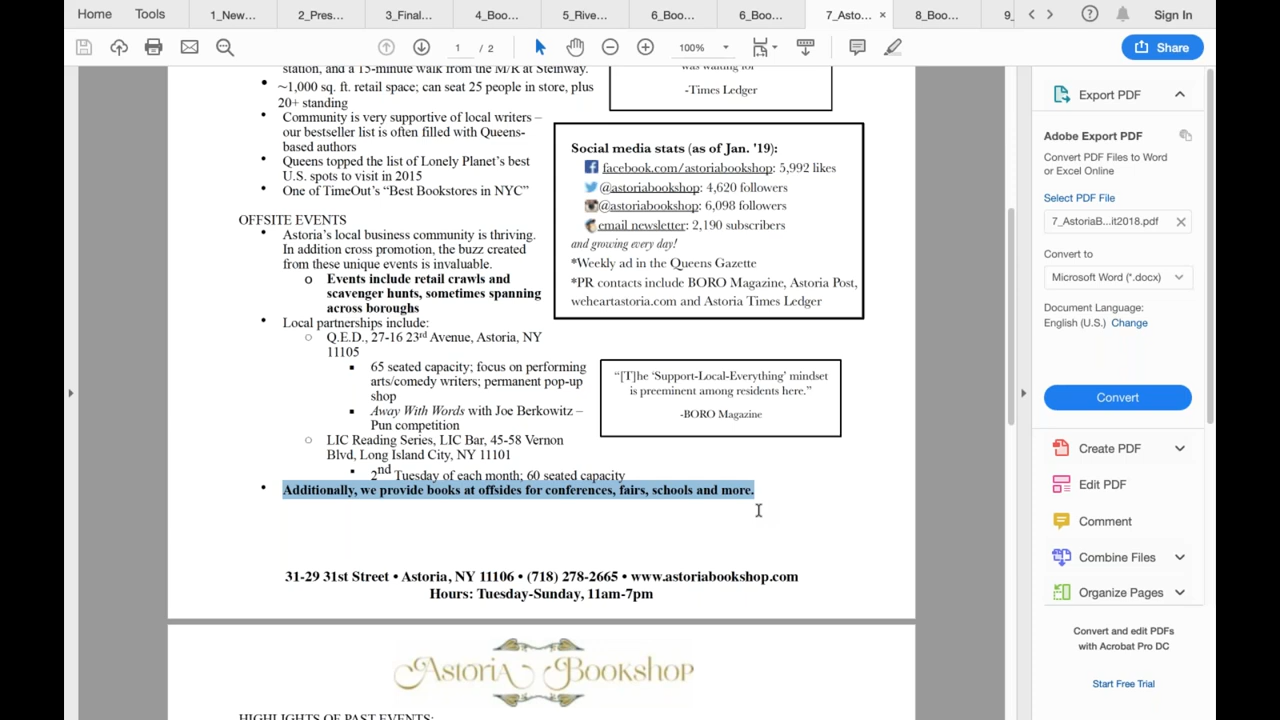 Home
Tools
1_New...
2_Pres...
3_Final...
4_Boo...
5_Rive...
6_Boo...
6_Boo...
7_Asto...
×
8_Boo...
9_
Sign In
1 / 2
100%
Share
station, and a 15-minute walk from the M/R at Steinway.
• ~1,000 sq. ft. retail space; can seat 25 people in store, plus
20+ standing
• Community is very supportive of local writers –
our bestseller list is often filled with Queens-
based authors
• Queens topped the list of Lonely Planet's best
U.S. spots to visit in 2015
• One of TimeOut's “Best Bookstores in NYC”
was waiting for”
-Times Ledger
Social media stats (as of Jan. '19):
facebook.com/astoriabookshop: 5,992 likes
@astoriabookshop: 4,620 followers
@astoriabookshop: 6,098 followers
email newsletter: 2,190 subscribers
and growing every day!
*Weekly ad in the Queens Gazette
*PR contacts include BORO Magazine, Astoria Post,
weheartastoria.com and Astoria Times Ledger
OFFSITE EVENTS
• Astoria's local business community is thriving.
In addition cross promotion, the buzz created
from these unique events is invaluable.
o Events include retail crawls and
scavenger hunts, sometimes spanning
across boroughs
• Local partnerships include:
○ Q.E.D., 27-16 23rd Avenue, Astoria, NY
11105
▪ 65 seated capacity; focus on performing
arts/comedy writers; permanent pop-up
shop
▪ Away With Words with Joe Berkowitz –
Pun competition
○ LIC Reading Series, LIC Bar, 45-58 Vernon
Blvd, Long Island City, NY 11101
▪ 2nd Tuesday of each month; 60 seated capacity
• Additionally, we provide books at offsides for conferences, fairs, schools and more.
“[T]he ‘Support-Local-Everything’ mindset
is preeminent among residents here.”
-BORO Magazine
31-29 31st Street • Astoria, NY 11106 • (718) 278-2665 • www.astoriabookshop.com
Hours: Tuesday-Sunday, 11am-7pm
Astoria Bookshop
HIGHLIGHTS OF PAST EVENTS:
Export PDF
Adobe Export PDF
Convert PDF Files to Word
or Excel Online
Select PDF File
7_AstoriaB...it2018.pdf
Convert to
Microsoft Word (*.docx)
Document Language:
English (U.S.) Change
Convert
Create PDF
Edit PDF
Comment
Combine Files
Organize Pages
Convert and edit PDFs
with Acrobat Pro DC
Start Free Trial